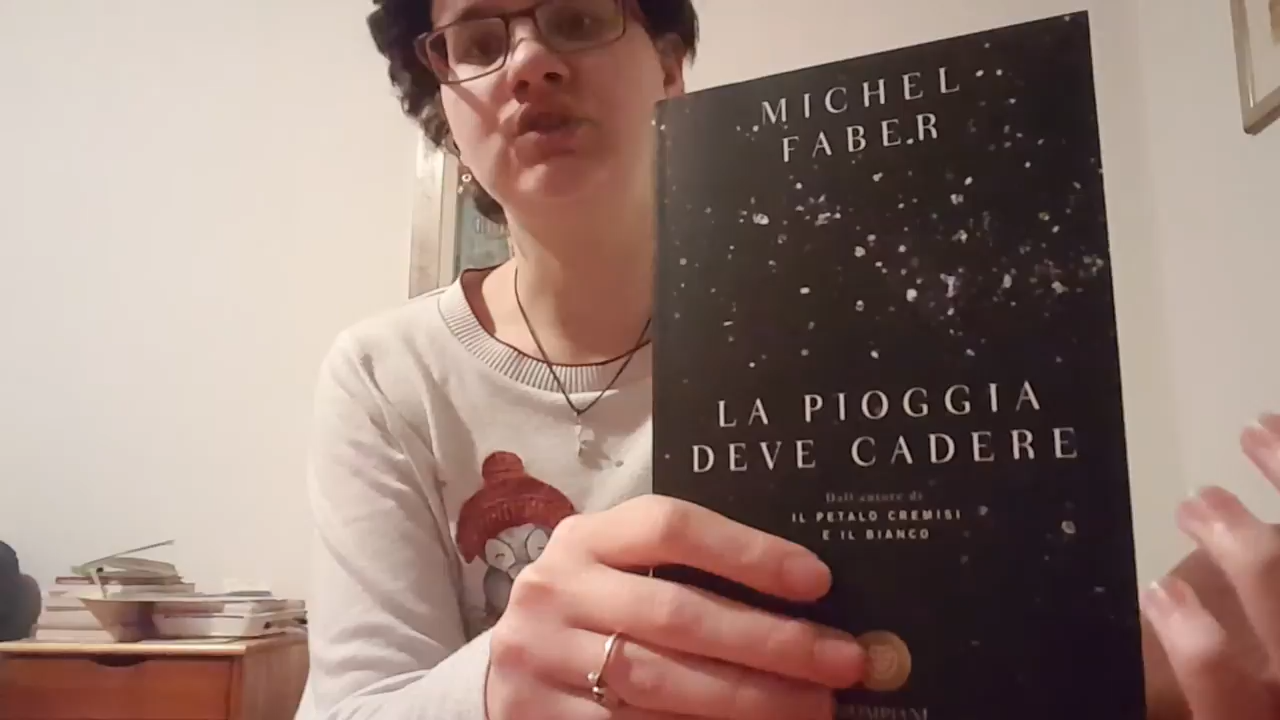 MICHEL
FABER
LA PIOGGIA
DEVE CADERE
Dall'autore di
IL PETALO CREMISI
E IL BIANCO